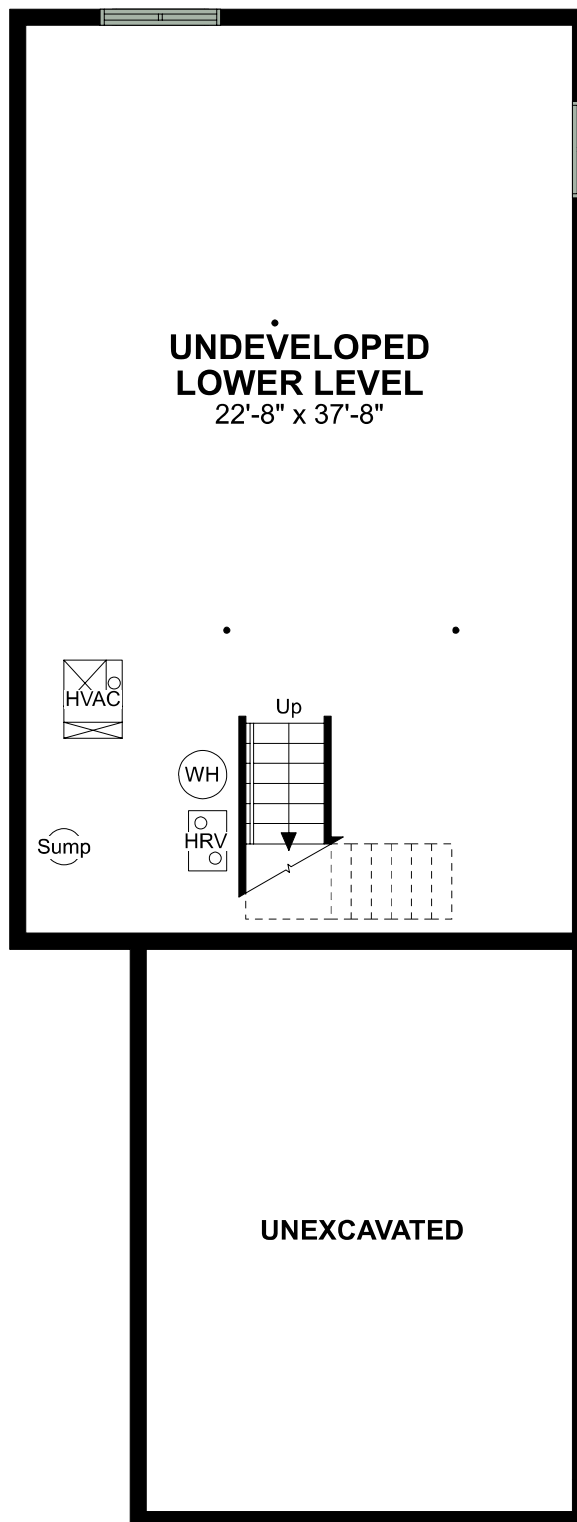 UNDEVELOPED
LOWER LEVEL
22'-8" x 37'-8"
HVAC
Up
WH
HRV
Sump
UNEXCAVATED